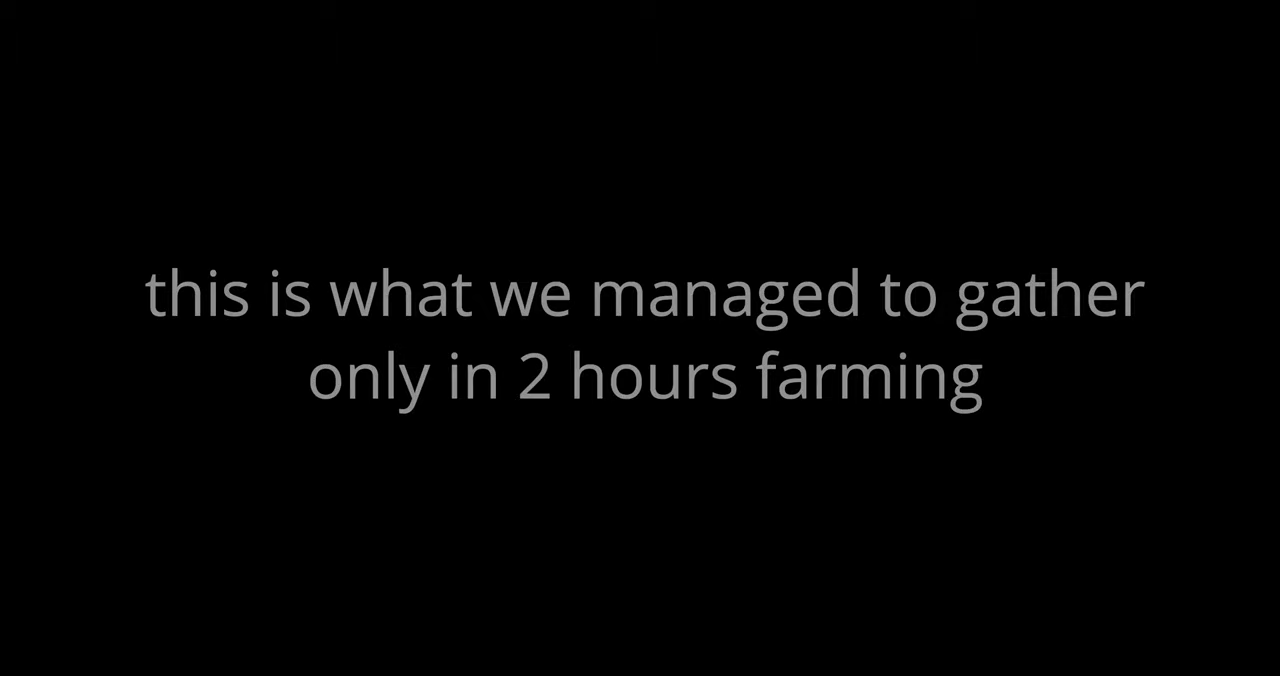 this is what we managed to gather
only in 2 hours farming